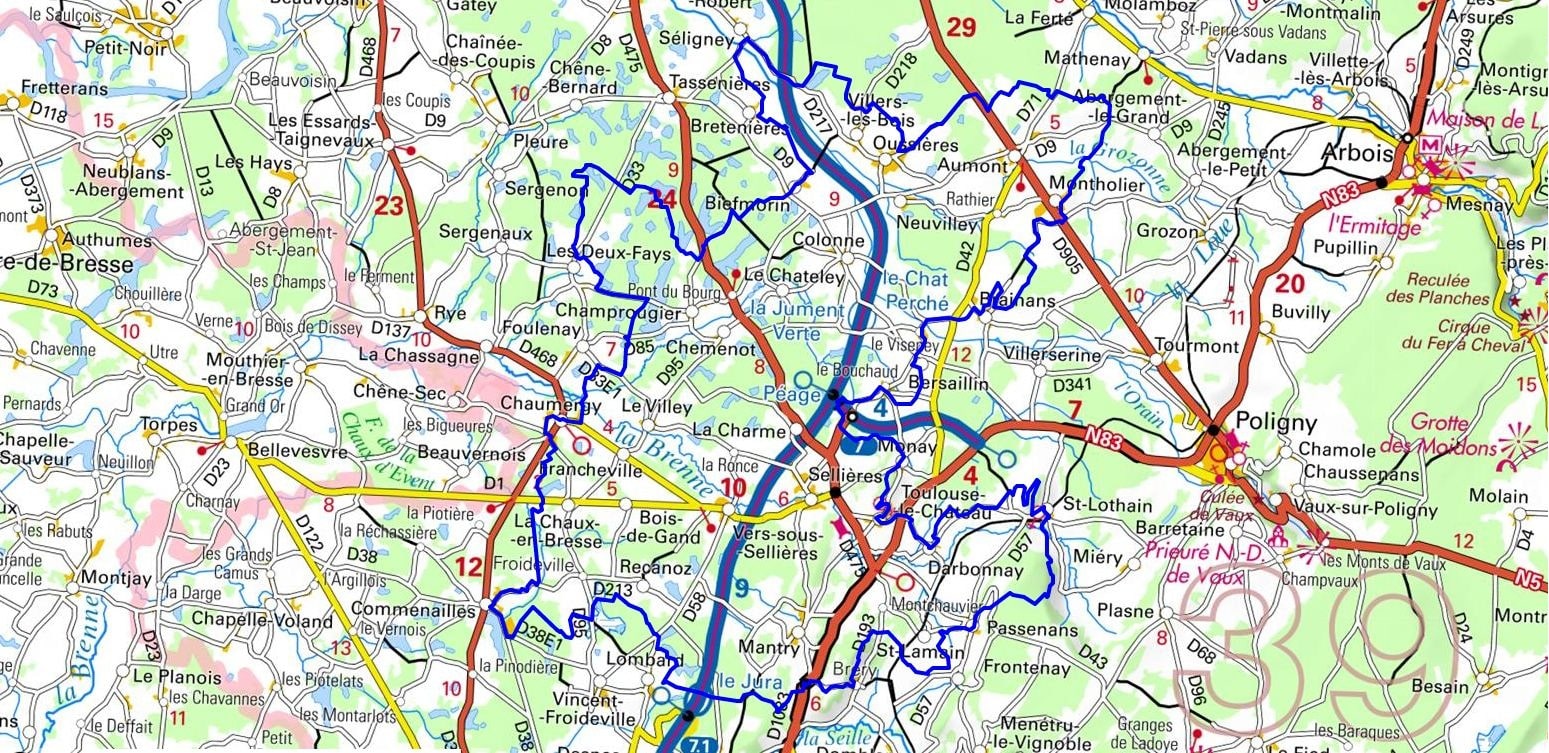 le Saulçois
Petit-Noir
Fretterans
D118
15
Neublans-
-Abergement
D373
D13
D9
Authumes
re-de-Bresse
D73
Chouillère
10
Chavenne
Utre
Verne
10
Bois de Dissey
Mouthier-
-en-Bresse
Pernards
Grand Or
Torpes
Chapelle-
Sauveur
Neuillon
Bellevesvre
D23
Charnay
les Rabuts
D122
8
Montjay
les Grands
Camus
la Darge
Chapelle-Voland
13
la Brenne
D23
Le Planois
les Chavannes
11
le Deffait
Petit
les Piôtelats
les Montarlots
Beauvoisin
Beauvoisin
D468
7
les Coupis
Les Essards-
Taignevaux
Les Hays
D8
23
Abergement-
-St-Jean
les Champs
le Ferment
Gatey
Chaînée-
-des-Coupis
Chêne-
-Bernard
D8
10
D9
Pleure
Sergenon
Sergenaux
Les Deux-Fays
Rye
D137
10
La Chassagne
Foulenay
D468
Chêne-Sec
les Bigueures
Chaumergy
Beauvernois
F. de la
Chaux d'Event
D1
Francheville
la Piotière
la Réchassière
D38
l'Argillois
12
Commenailles
le Vernois
Froideville
La Chaux-
-en-Bresse
5
Bois-
-de-Gand
Recanoz
D213
D38E1
D95
la Pinodière
10
D38
Vincent-
-Froideville
Lombard
D58
9
71
Séligney
D475
Tassenières
Bretenières
D9
D217
D218
Villers-
-les-Bois
Oussières
9
24
D33
Biefmorin
9
Colonne
Neuvilley
Le Chateley
Pont du Bourg
Champrougier
7
D85
D83E1
Chemenot
D95
8
la Jument
Verte
le Chat
Perché
Péage
le Bouchaud
le Viseney
Le Villey
4
la Brenne
La Charme
la Ronce
10
6
Sellières
7
4
Monay
Bersaillin
12
Toulouse-
-le-Château
Vers-sous-
-Sellières
D475
Darbonnay
Montchauvier
D193
Mantry
St-Lamain
Bréry
le Jura
6
D1083
la Seille
29
La Ferté
Molamboz
-Montmalin
Les
Arsures
Mathenay
St-Pierre sous Vadans
Vadans
Villette-
-lès-Arbois
5
D249
Montign
-lès-Arsu
D71
5
D9
Abergement-
-le-Grand
8
D245
D9
Maison de L.
Abergement-
-le-Petit
la Grozonne
Arbois
M
Aumont
Montholier
N83
Mesnay
l'Ermitage
Rathier
Grozon
Pupillin
D42
D905
20
Reculée
des Planches
Brainans
10
11
Buvilly
Cirque
du Fer à Cheval
Villerserine
D341
Tourmont
15
l'Orain
7
N83
Poligny
Grotte
des Moidons
4
Chamole
Chaussenans
St-Lothain
Culée
de Vaux
Vaux-sur-Poligny
Molain
Barretaine
D57
Miéry
Prieuré N.-D.
de Vaux
12
les Monts de Vaux
Champvaux
D4
N5
Plasne
39
Passenans
8
D68
D24
Montr
Frontenay
D43
D96
Besain
D57
Menétru-
-le-Vignoble
Granges
de Ladoye
les Baraques